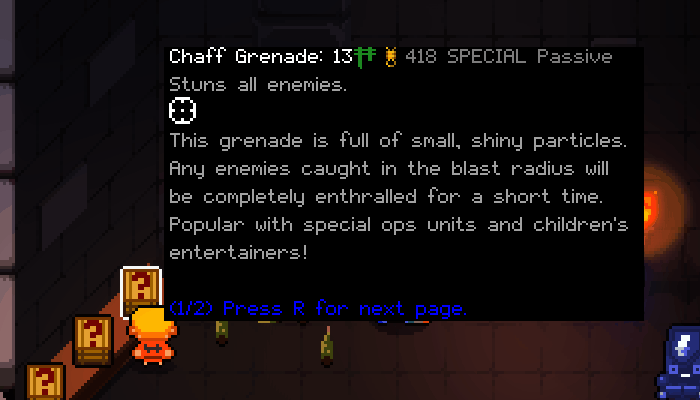 Chaff Grenade: 13 418 SPECIAL Passive
Stuns all enemies.
This grenade is full of small, shiny particles.
Any enemies caught in the blast radius will
be completely enthralled for a short time.
Popular with special ops units and children's
entertainers!
(1/2) Press R for next page.
?
?
?